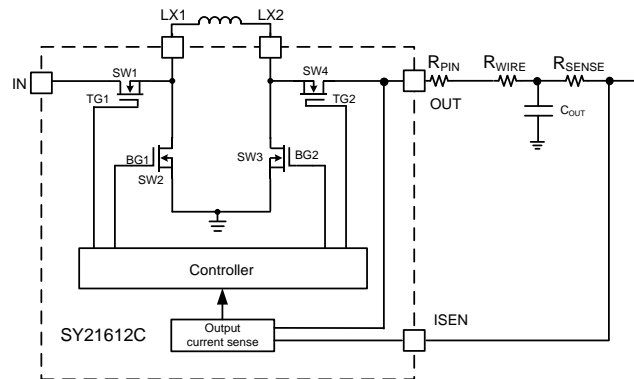 LX1 LX2
IN SW1 SW4 R_PIN R_WIRE R_SENSE
TG1 TG2 OUT C_OUT
BG1 SW3 BG2
SW2
Controller
SY21612C
Output
current sense
ISEN